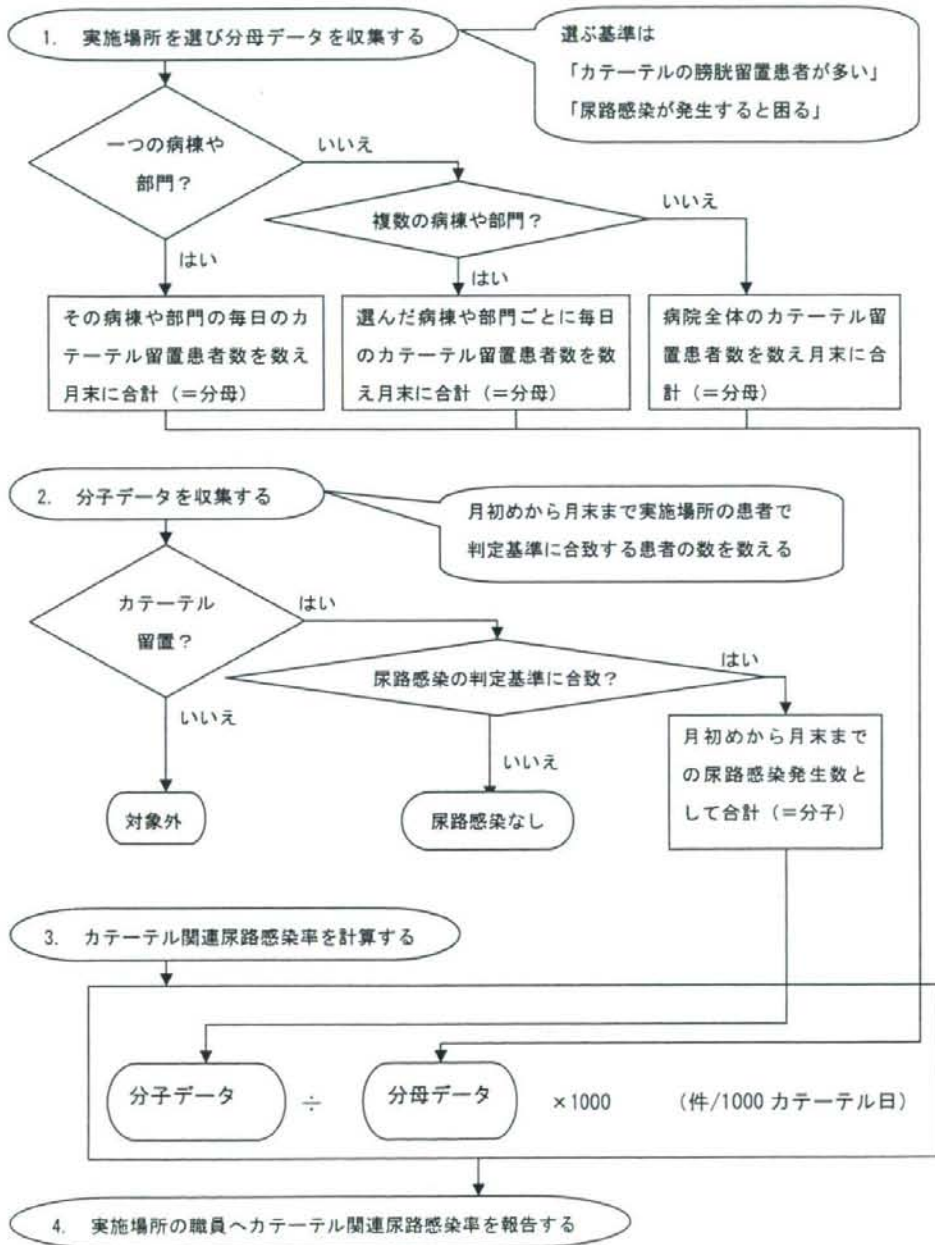 1. 実施場所を選び分母データを収集する
選ぶ基準は
「カテーテルの膀胱留置患者が多い」
「尿路感染が発生すると困る」
一つの病棟や
部門？
いいえ
複数の病棟や部門？
いいえ
はい
はい
その病棟や部門の毎日のカ
テーテル留置患者数を数え
月末に合計（＝分母）
選んだ病棟や部門ごとに毎日
のカテーテル留置患者数を数
え月末に合計（＝分母）
病院全体のカテーテル留
置患者数を数え月末に合
計（＝分母）
2. 分子データを収集する
月初めから月末まで実施場所の患者で
判定基準に合致する患者の数を数える
カテーテル
留置？
はい
尿路感染の判定基準に合致？
はい
いいえ
いいえ
月初めから月末まで
の尿路感染発生数と
して合計（＝分子）
対象外
尿路感染なし
3. カテーテル関連尿路感染率を計算する
分子データ ÷ 分母データ ×1000 （件/1000 カテーテル日）
4. 実施場所の職員へカテーテル関連尿路感染率を報告する